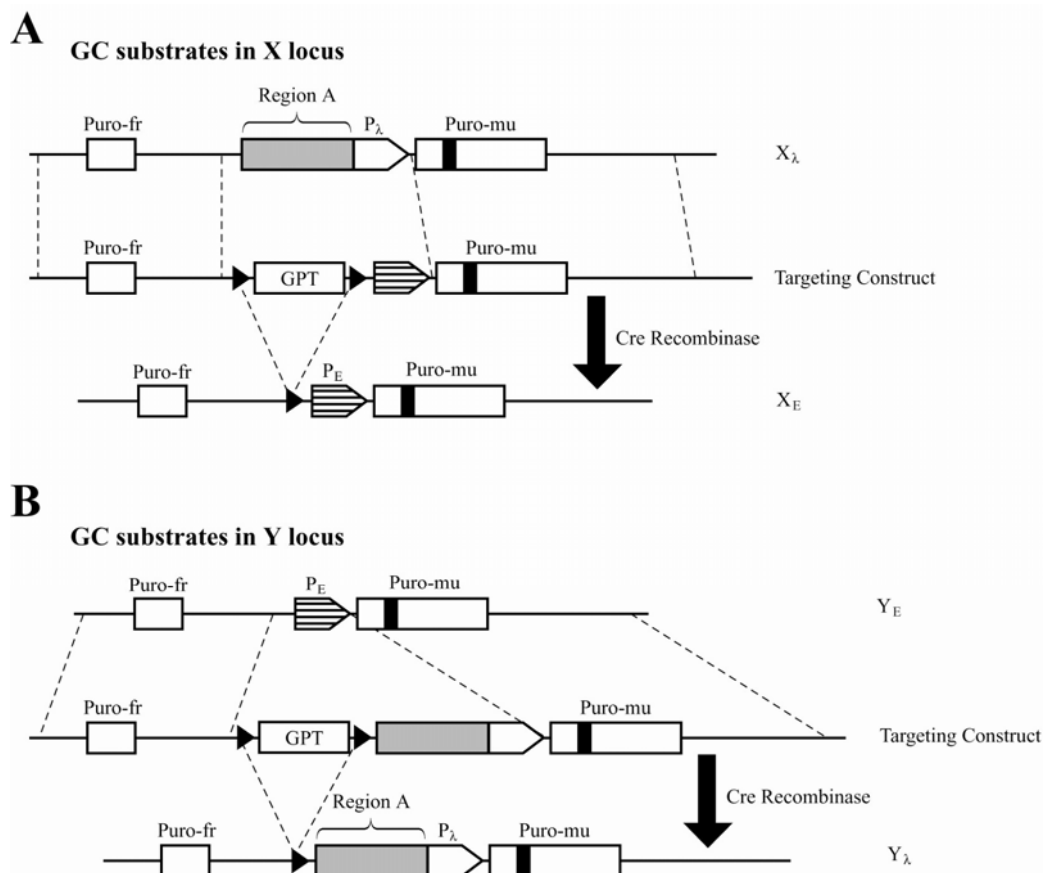 A
GC substrates in X locus
Region A
Puro-fr Pλ Puro-mu
Xλ
Puro-fr Puro-mu
GPT Targeting Construct
Cre Recombinase
Puro-fr PE Puro-mu
XE
B
GC substrates in Y locus
Puro-fr PE Puro-mu
YE
Puro-fr Puro-mu
GPT Targeting Construct
Cre Recombinase
Region A
Puro-fr Pλ Puro-mu
Yλ